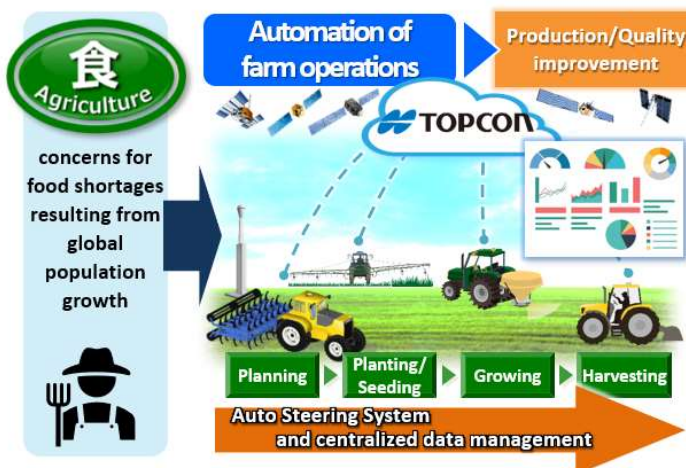 食
Agriculture
concerns for
food shortages
resulting from
global
population
growth
Automation of
farm operations
Production/Quality
improvement
TOPCON
Planning
Planting/
Seeding
Growing
Harvesting
Auto Steering System
and centralized data management